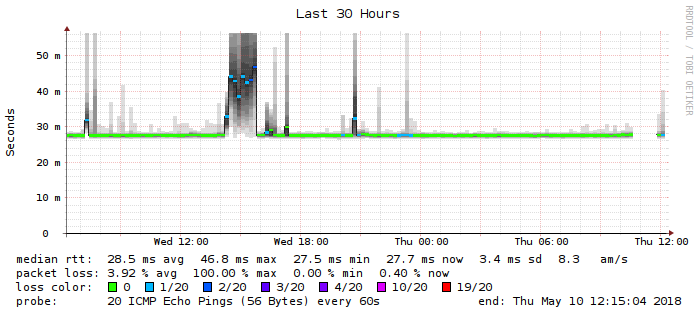 Last 30 Hours
RRDTOOL / TOBI OETIKER
Seconds
50 m
40 m
30 m
20 m
10 m
0
Wed 12:00 Wed 18:00 Thu 00:00 Thu 06:00 Thu 12:00
median rtt: 28.5 ms avg 46.8 ms max 27.5 ms min 27.7 ms now 3.4 ms sd 8.3 am/s
packet loss: 3.92 % avg 100.00 % max 0.00 % min 0.40 % now
loss color: 0 1/20 2/20 3/20 4/20 10/20 19/20
probe: 20 ICMP Echo Pings (56 Bytes) every 60s end: Thu May 10 12:15:04 2018